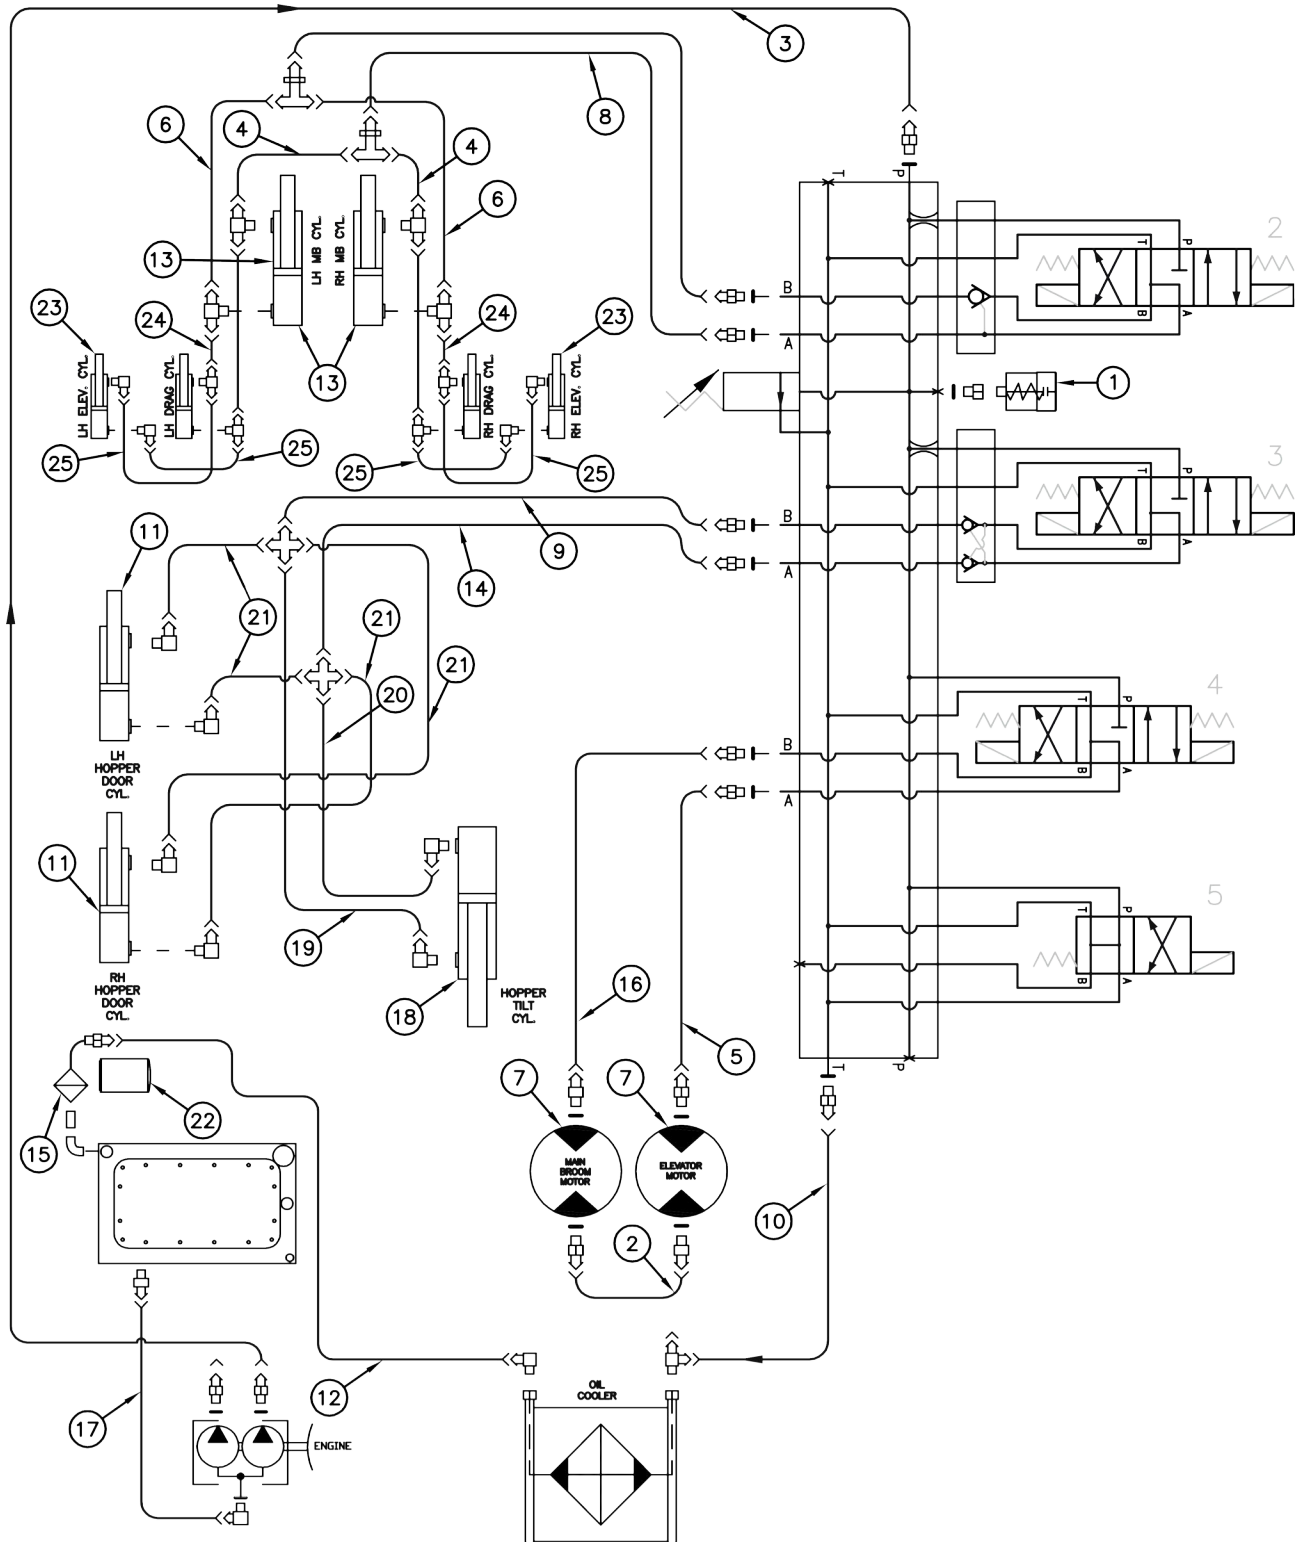 3
8
6
4
4
6
T
P
2
T
P
B
A
B
A
13
LH MB CYL.
RH MB CYL.
23
24
24
23
13
1
LH ELEV. CYL.
LH DRAG CYL.
RH DRAG CYL.
RH ELEV. CYL.
25
25
25
25
3
T
P
B
A
B
A
11
9
14
21
21
21
20
LH
HOPPER
DOOR
CYL.
4
T
P
B
A
B
A
11
19
18
RH
HOPPER
DOOR
CYL.
HOPPER
TILT
CYL.
5
T
P
B
A
16
5
T
P
7
7
15
22
MAIN
BROOM
MOTOR
ELEVATOR
MOTOR
10
2
12
17
OIL
COOLER
ENGINE